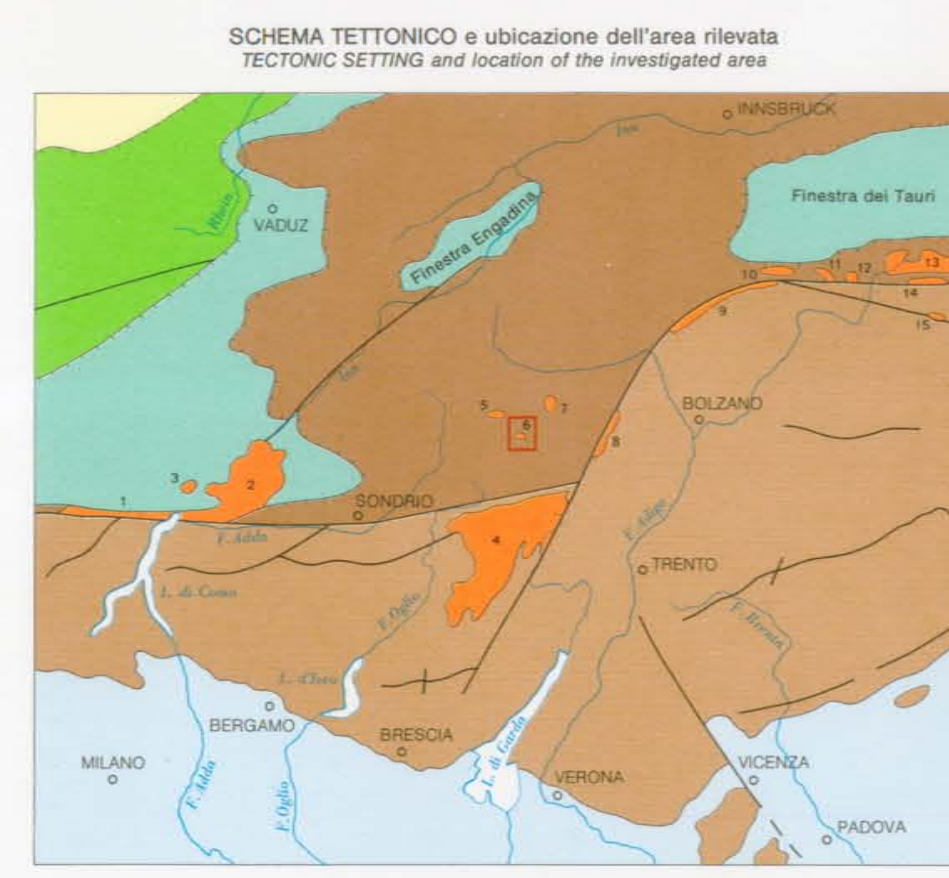 SCHEMA TETTONICO e ubicazione dell'area rilevata
TECTONIC SETTING and location of the investigated area
INNSBRUCK
Inn
Finestra dei Tauri
Rhein
VADUZ
Finestra Engadina
10
11
12
13
14
9
15
Inn
5
6
7
BOLZANO
8
3
2
1
SONDRIO
F. Adda
4
F. Adige
TRENTO
L. di Como
F. Oglio
F. Brenta
L. d'Iseo
BERGAMO
BRESCIA
L. di Garda
MILANO
F. Adda
F. Oglio
VERONA
VICENZA
PADOVA